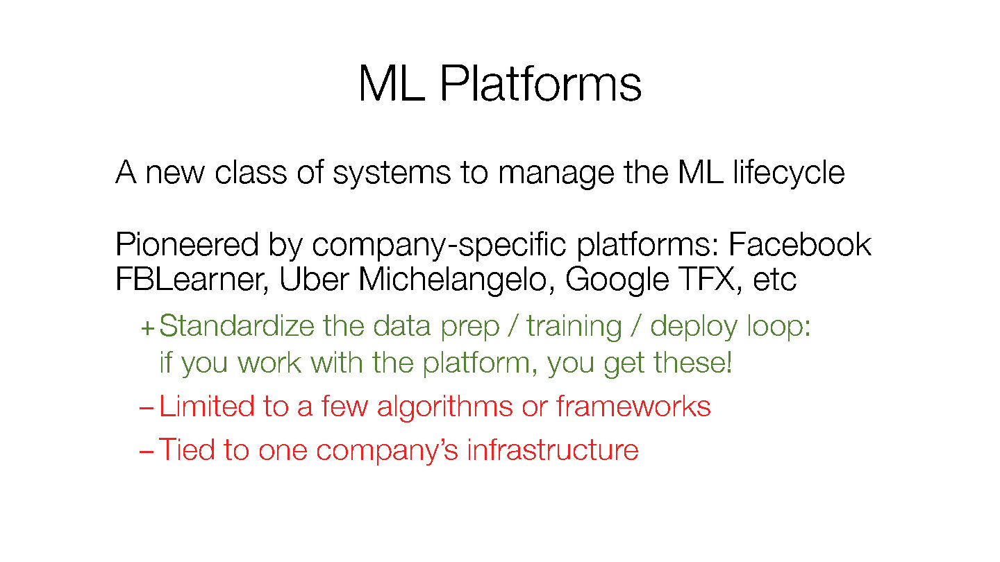 ML Platforms
A new class of systems to manage the ML lifecycle
Pioneered by company-specific platforms: Facebook
FBLearner, Uber Michelangelo, Google TFX, etc
+ Standardize the data prep / training / deploy loop:
if you work with the platform, you get these!
– Limited to a few algorithms or frameworks
– Tied to one company’s infrastructure